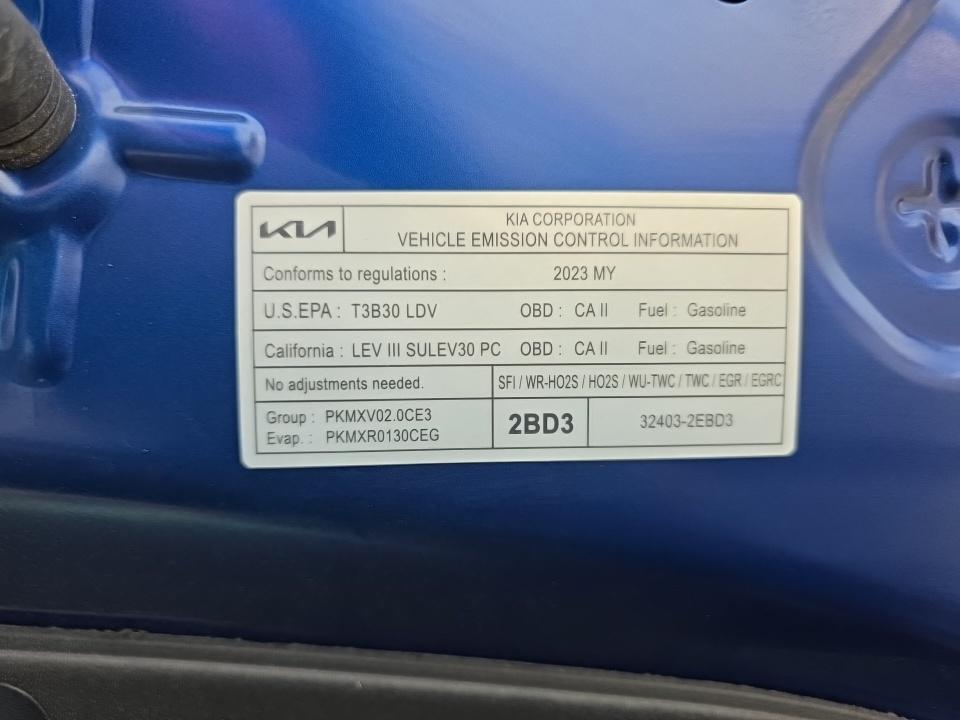 KIA KIA CORPORATION
VEHICLE EMISSION CONTROL INFORMATION
Conforms to regulations : 2023 MY
U.S.EPA : T3B30 LDV OBD : CA II Fuel : Gasoline
California : LEV III SULEV30 PC OBD : CA II Fuel : Gasoline
No adjustments needed. SFI / WR-HO2S / HO2S / WU-TWC / TWC / EGR / EGRC
Group : PKMXV02.0CE3
Evap. : PKMXR0130CEG
2BD3 32403-2EBD3